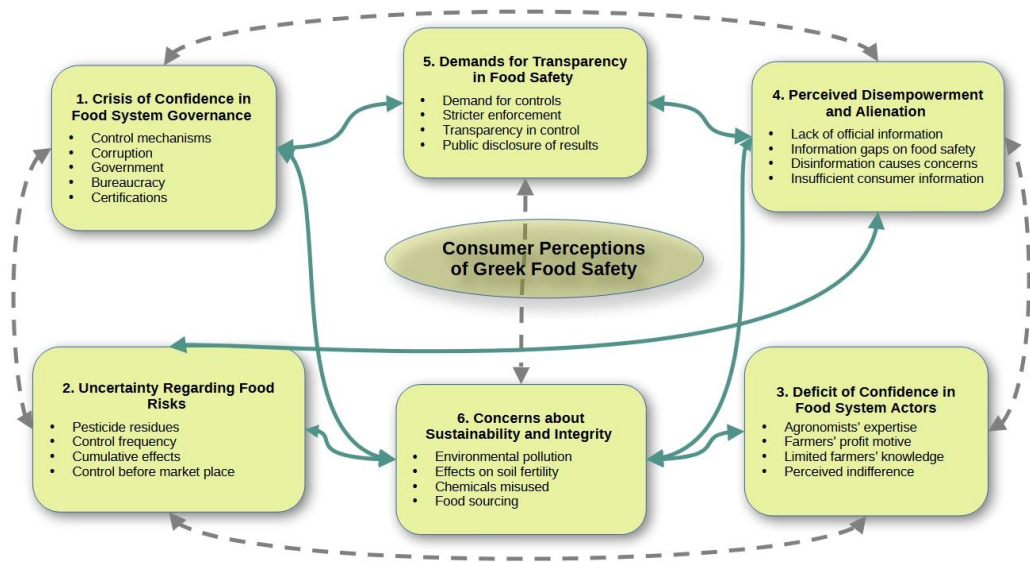 1. Crisis of Confidence in
Food System Governance
• Control mechanisms
• Corruption
• Government
• Bureaucracy
• Certifications
5. Demands for Transparency
in Food Safety
• Demand for controls
• Stricter enforcement
• Transparency in control
• Public disclosure of results
4. Perceived Disempowerment
and Alienation
• Lack of official information
• Information gaps on food safety
• Disinformation causes concerns
• Insufficient consumer information
Consumer Perceptions
of Greek Food Safety
2. Uncertainty Regarding Food
Risks
• Pesticide residues
• Control frequency
• Cumulative effects
• Control before market place
6. Concerns about
Sustainability and Integrity
• Environmental pollution
• Effects on soil fertility
• Chemicals misused
• Food sourcing
3. Deficit of Confidence in
Food System Actors
• Agronomists' expertise
• Farmers' profit motive
• Limited farmers' knowledge
• Perceived indifference